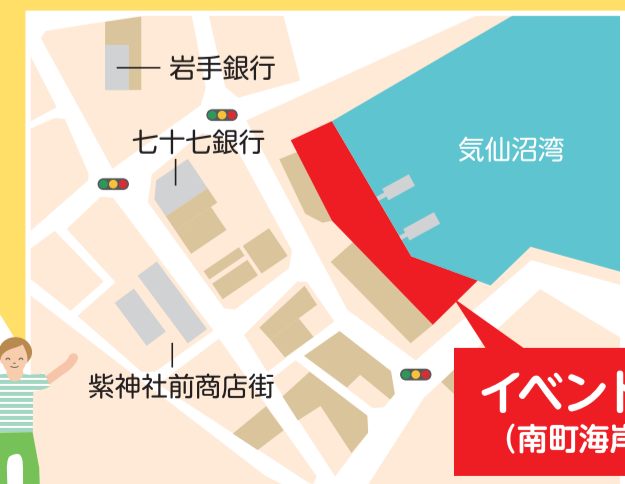 岩手銀行
七十七銀行
気仙沼湾
紫神社前商店街
イベント
(南町海岸